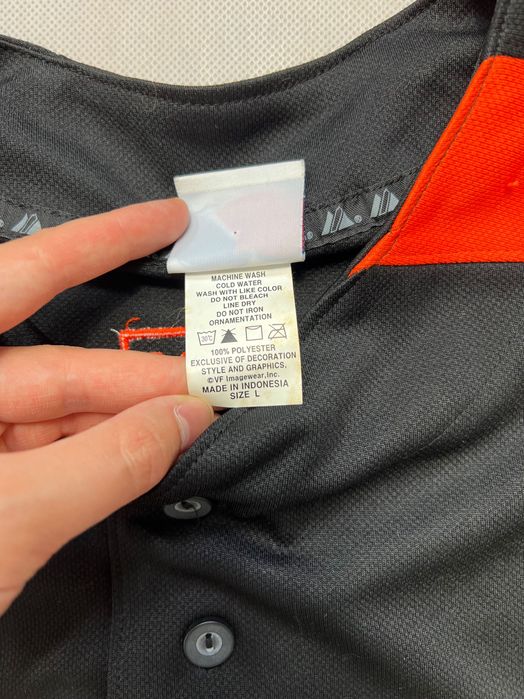 MACHINE WASH
COLD WATER
WASH WITH LIKE COLOR
DO NOT BLEACH
LINE DRY
DO NOT IRON
ORNAMENTATION
30°C
100% POLYESTER
EXCLUSIVE OF DECORATION
STYLE AND GRAPHICS.
©VF Imagewear,Inc.
MADE IN INDONESIA
SIZE L